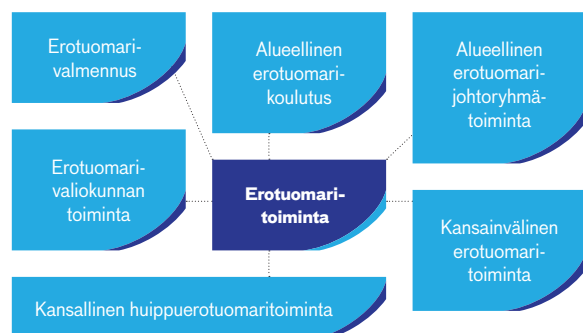 Erotuomari-
valmennus
Alueellinen
erotuomari-
koulutus
Alueellinen
erotuomari-
johtoryhmä-
toiminta
Erotuomari-
valiokunnan
toiminta
Erotuomari-
toiminta
Kansainvälinen
erotuomari-
toiminta
Kansallinen huippuerotuomaritoiminta